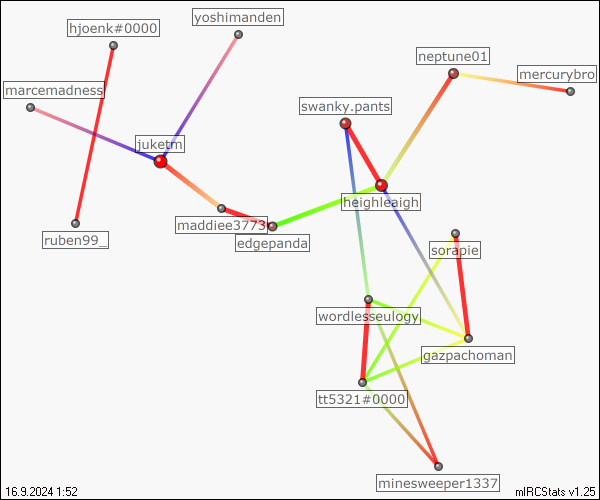 yoshimanden
hjoenk#0000
neptune01
mercurybro
marcemadness
swanky.pants
juketm
heighleaigh
maddiee3773
edgepanda
ruben99_
sorapie
wordlesseulogy
gazpachoman
tt5321#0000
minesweeper1337
16.9.2024 1:52
mIRCStats v1.25